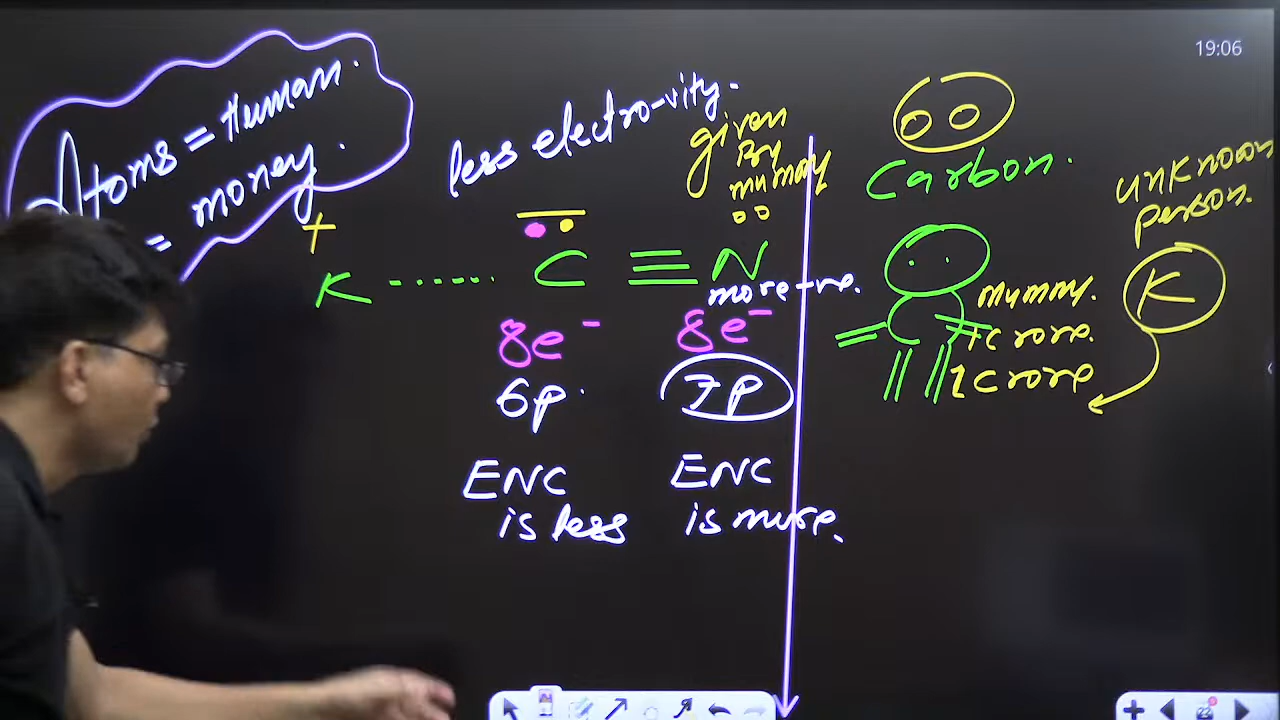 19:06
Atoms = Human.
= money.
less electro-vity.
given
By
mummy
Carbon.
unknown
person.
+
K ...... C ≡ N
more -ve.
8e⁻ 8e⁻
6p. 7p
ENC ENC
is less is more.
C
mummy.
1 crore.
2 crore
K